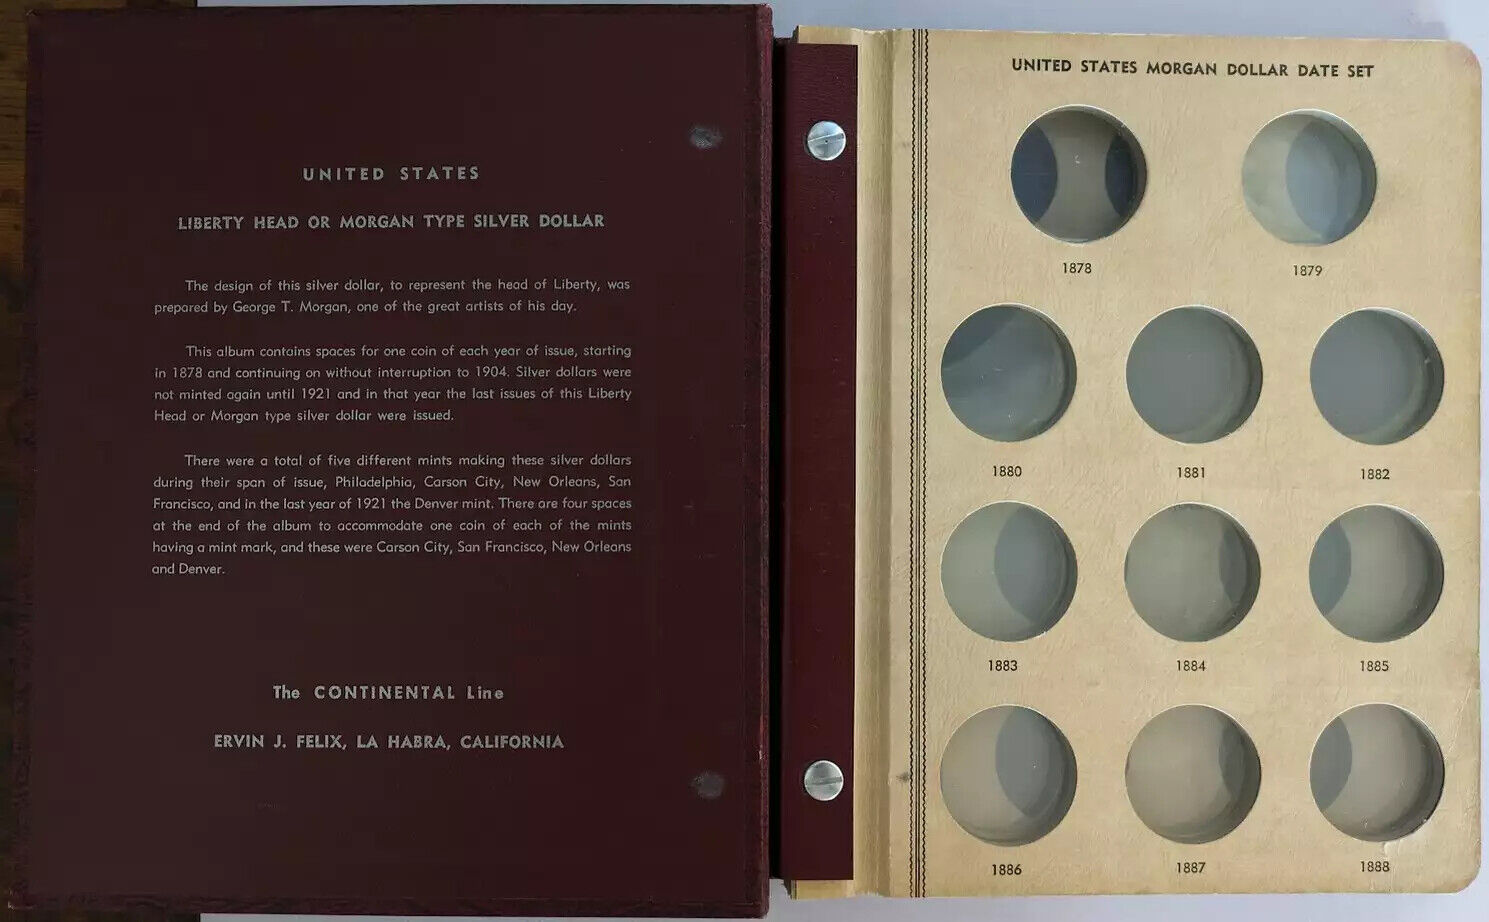 UNITED STATES
LIBERTY HEAD OR MORGAN TYPE SILVER DOLLAR
The design of this silver dollar, to represent the head of Liberty, was
prepared by George T. Morgan, one of the great artists of his day.
This album contains spaces for one coin of each year of issue, starting
in 1878 and continuing on without interruption to 1904. Silver dollars were
not minted again until 1921 and in that year the last issues of this Liberty
Head or Morgan type silver dollar were issued.
There were a total of five different mints making these silver dollars
during their span of issue, Philadelphia, Carson City, New Orleans, San
Francisco, and in the last year of 1921 the Denver mint. There are four spaces
at the end of the album to accommodate one coin of each of the mints
having a mint mark, and these were Carson City, San Francisco, New Orleans
and Denver.
The CONTINENTAL Line
ERVIN J. FELIX, LA HABRA, CALIFORNIA
UNITED STATES MORGAN DOLLAR DATE SET
1878 1879
1880 1881 1882
1883 1884 1885
1886 1887 1888